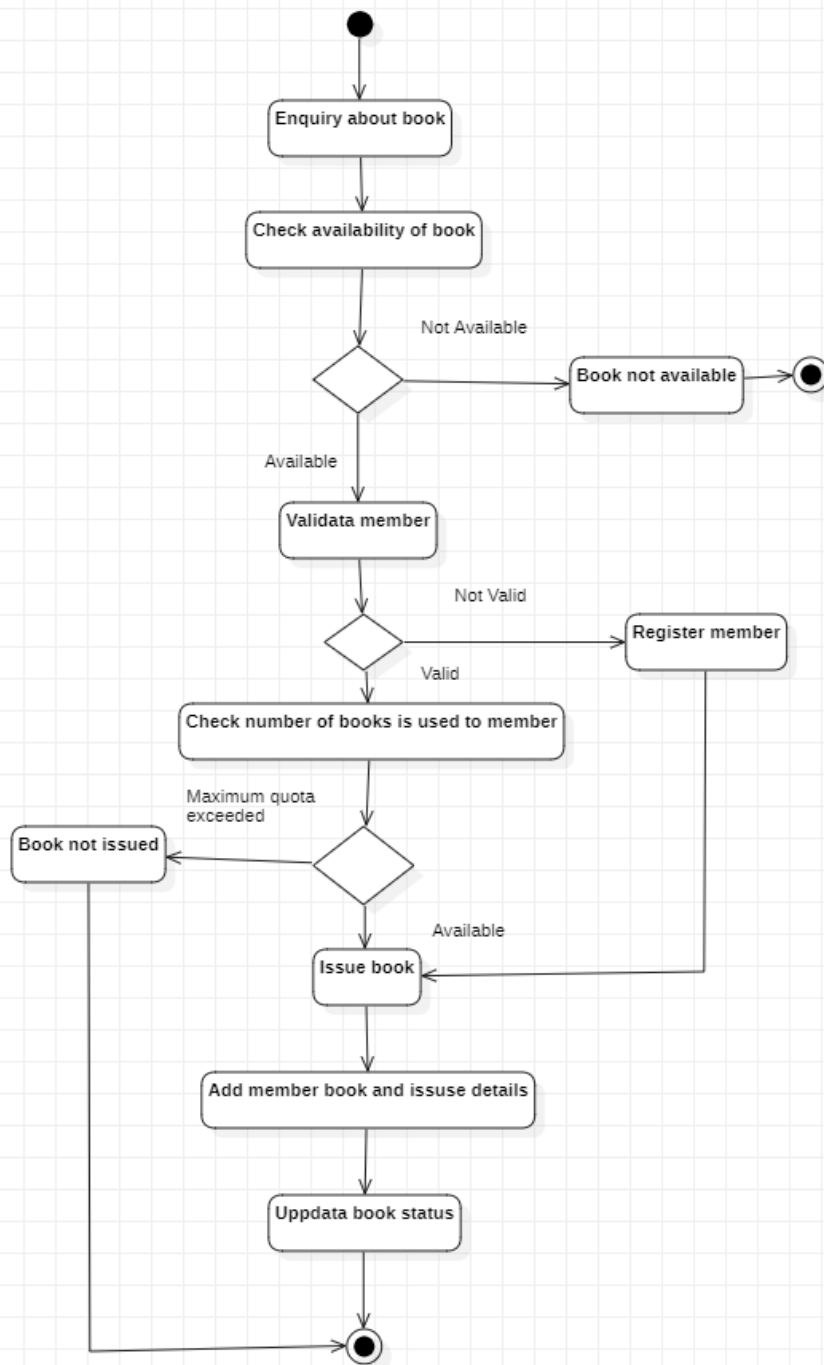 Enquiry about book
Check availability of book
Not Available
Book not available
Available
Validata member
Not Valid
Register member
Valid
Check number of books is used to member
Maximum quota
exceeded
Book not issued
Available
Issue book
Add member book and issuse details
Uppdata book status